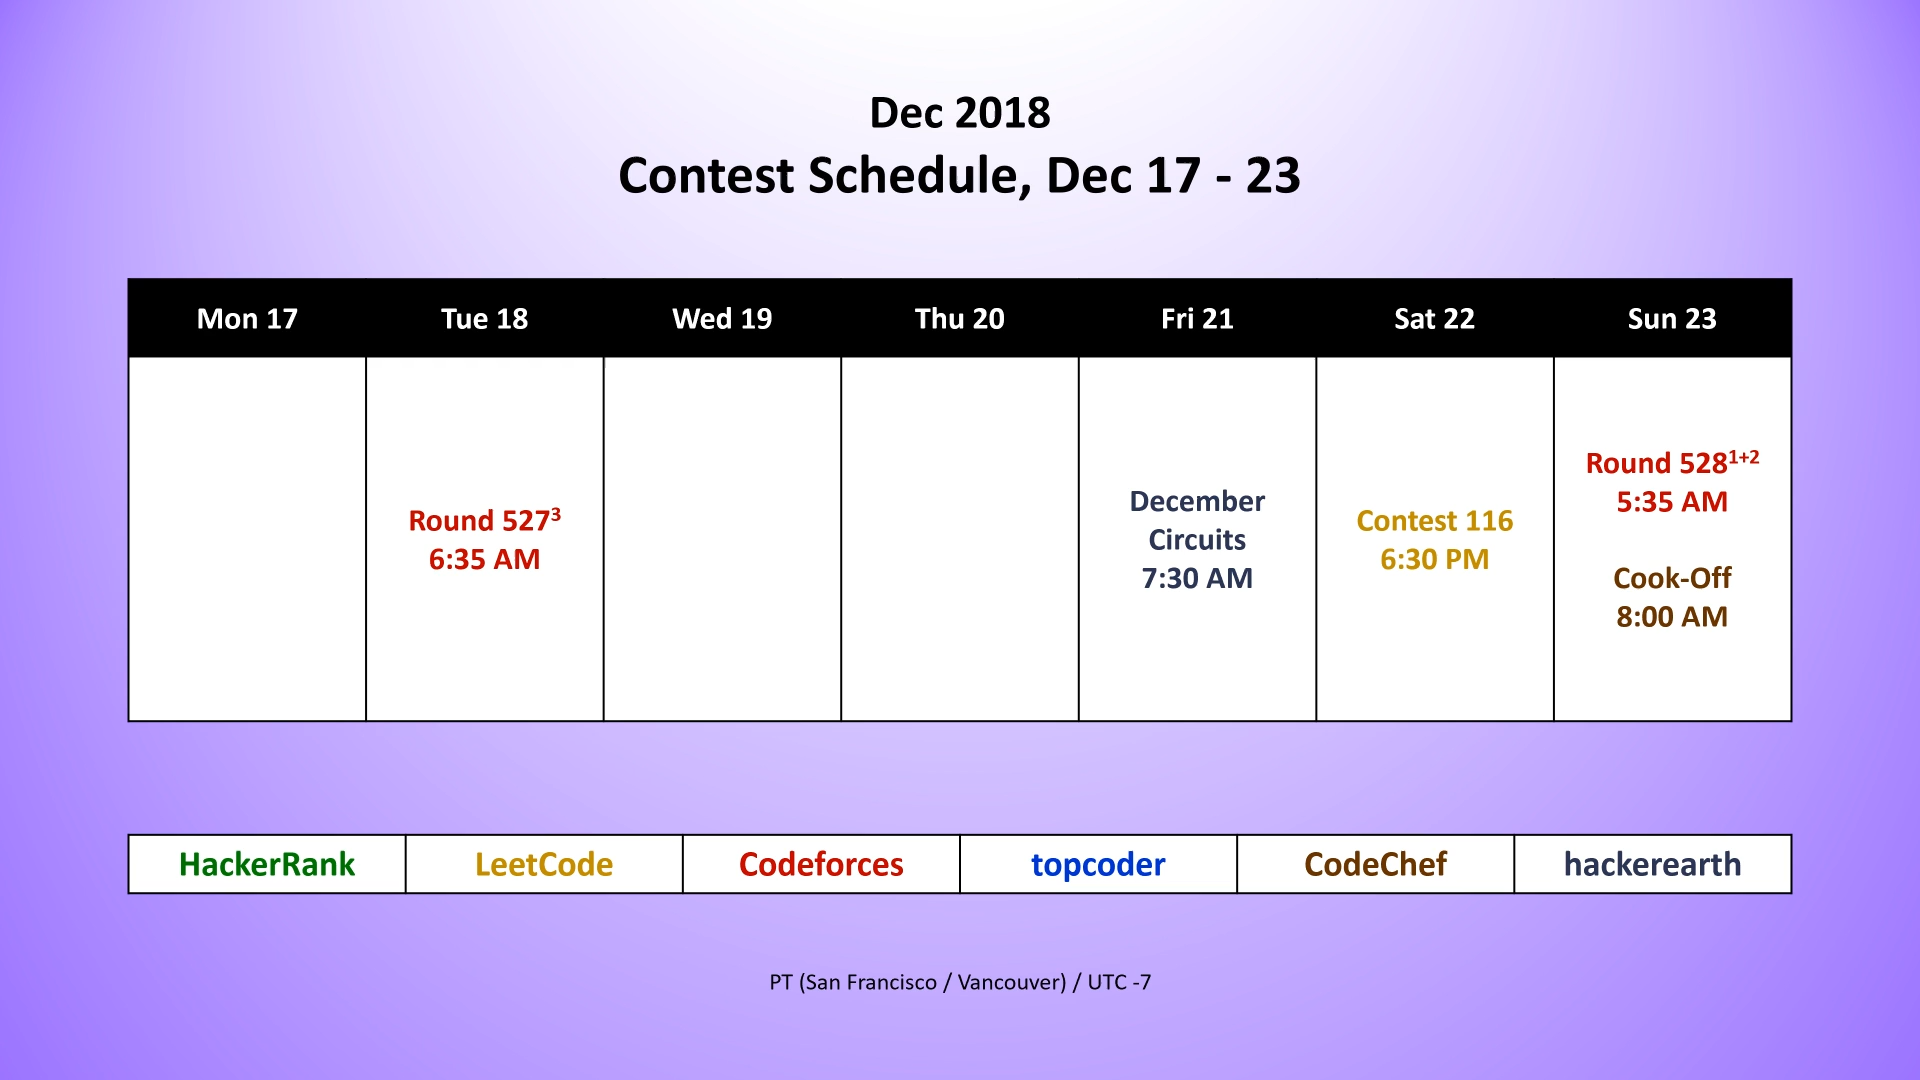 Dec 2018
Contest Schedule, Dec 17 - 23
Mon 17
Tue 18
Wed 19
Thu 20
Fri 21
Sat 22
Sun 23
Round 527³
6:35 AM
December
Circuits
7:30 AM
Contest 116
6:30 PM
Round 528¹⁺²
5:35 AM
Cook-Off
8:00 AM
HackerRank
LeetCode
Codeforces
topcoder
CodeChef
hackerearth
PT (San Francisco / Vancouver) / UTC -7